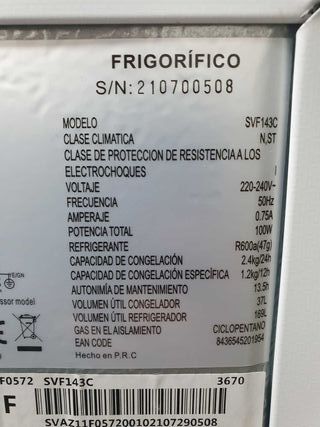 FRIGORÍFICO
S/N: 210700508
MODELO SVF143C
CLASE CLIMATICA N,ST
CLASE DE PROTECCION DE RESISTENCIA A LOS
ELECTROCHOQUES I
VOLTAJE 220-240V~
FRECUENCIA 50Hz
AMPERAJE 0.75A
POTENCIA TOTAL 100W
REFRIGERANTE R600a(47g)
CAPACIDAD DE CONGELACIÓN 2.4kg/24h
CAPACIDAD DE CONGELACIÓN ESPECÍFICA 1.2kg/12h
AUTONOMÍA DE MANTENIMIENTO 13.5h
VOLUMEN ÚTIL CONGELADOR 37L
VOLUMEN ÚTIL REFRIGERADOR 169L
GAS EN EL AISLAMIENTO CICLOPENTANO
EAN CODE 8436545201954
Hecho en P.R.C
E/GN
ssor model
F0572 SVF143C 3670
F
SVAZ11F057200102107290508